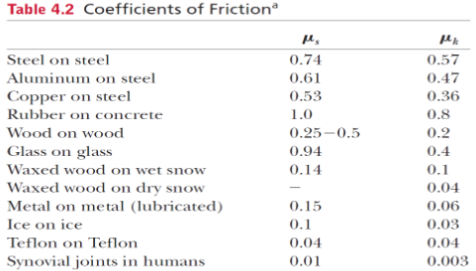 Table 4.2 Coefficients of Frictionᵃ
μₛ μₖ
Steel on steel 0.74 0.57
Aluminum on steel 0.61 0.47
Copper on steel 0.53 0.36
Rubber on concrete 1.0 0.8
Wood on wood 0.25–0.5 0.2
Glass on glass 0.94 0.4
Waxed wood on wet snow 0.14 0.1
Waxed wood on dry snow – 0.04
Metal on metal (lubricated) 0.15 0.06
Ice on ice 0.1 0.03
Teflon on Teflon 0.04 0.04
Synovial joints in humans 0.01 0.003